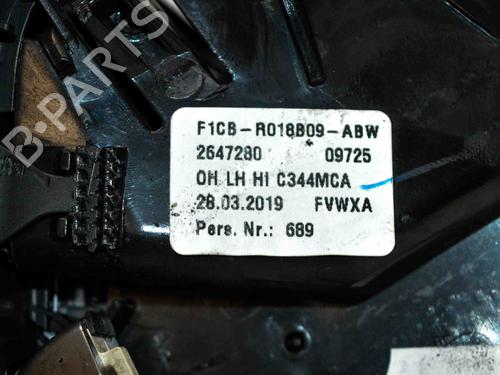 F1CB-R018B09-ABW
2647280 09725
OH LH HI C344MCA
28.03.2019 FVWXA
Pers. Nr.: 689
B-PARTS